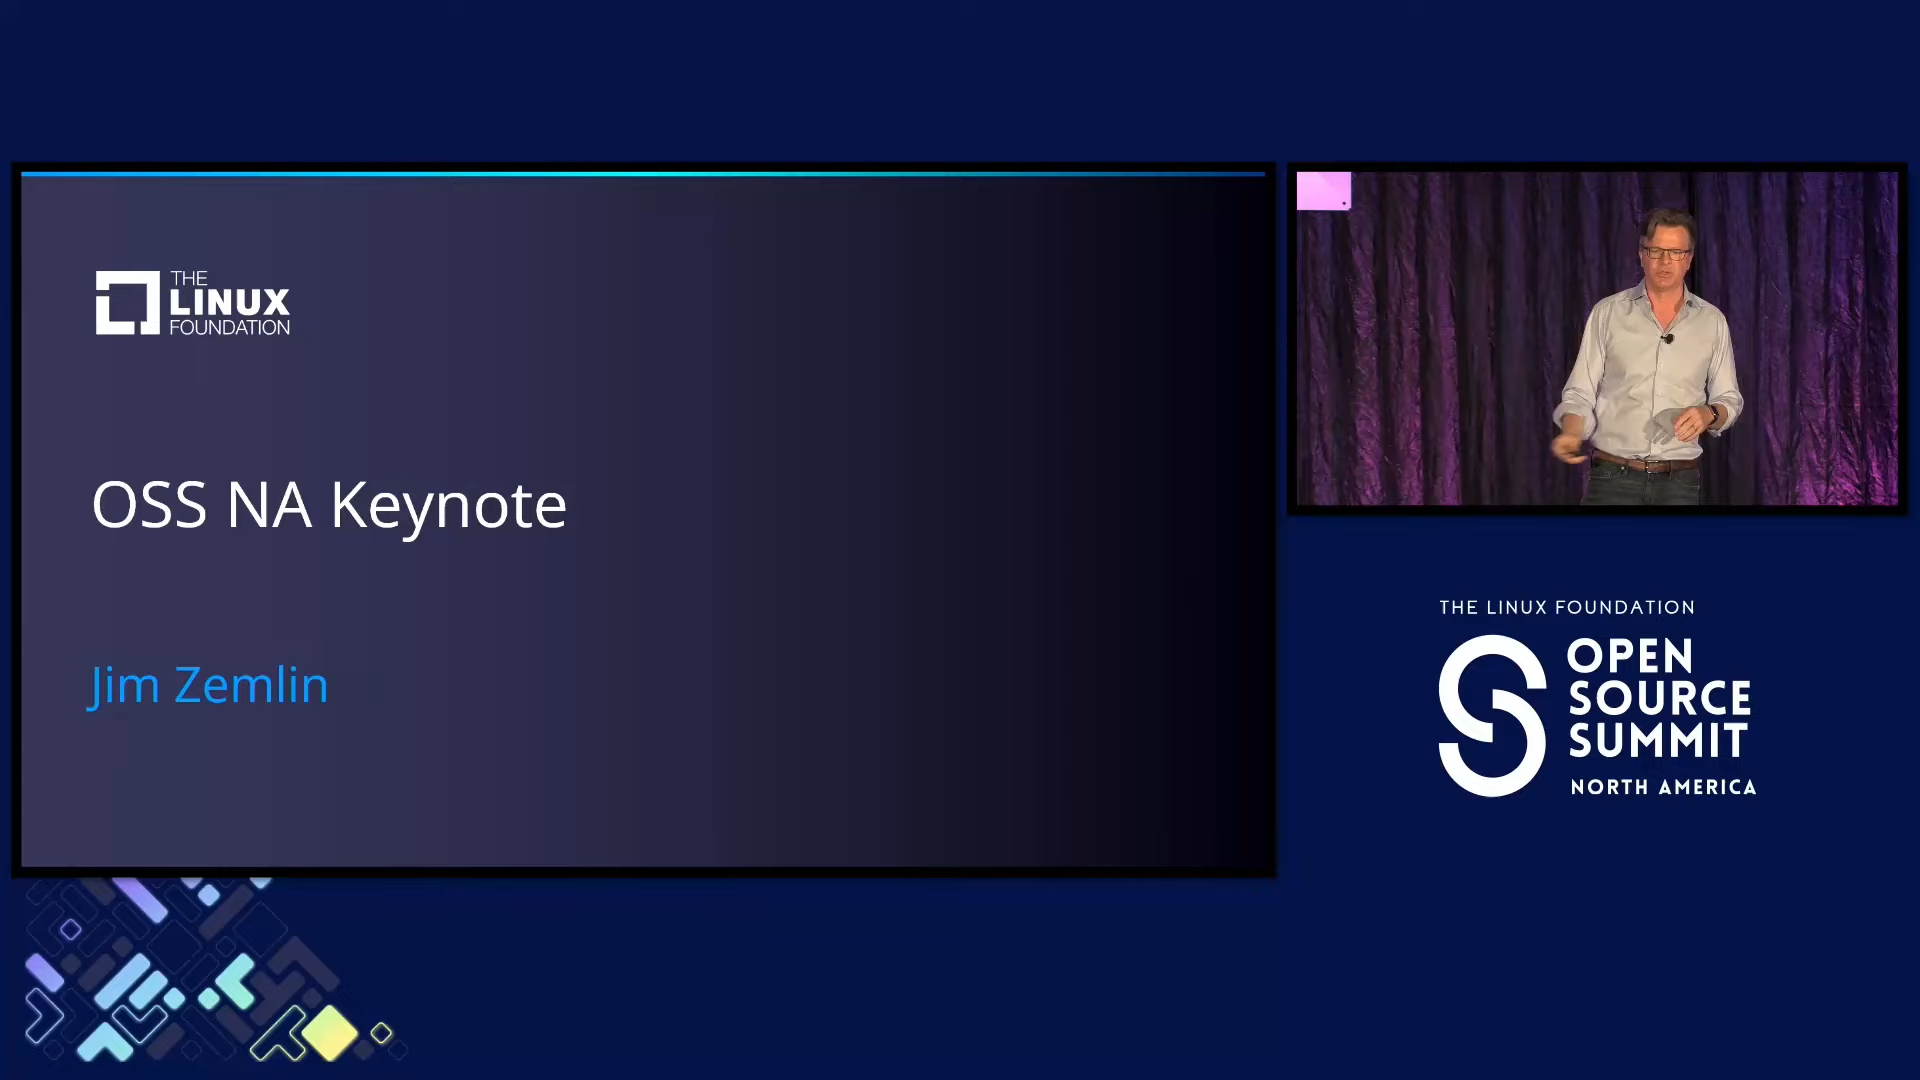 THE
LINUX
FOUNDATION
OSS NA Keynote
Jim Zemlin
THE LINUX FOUNDATION
OPEN
SOURCE
SUMMIT
NORTH AMERICA